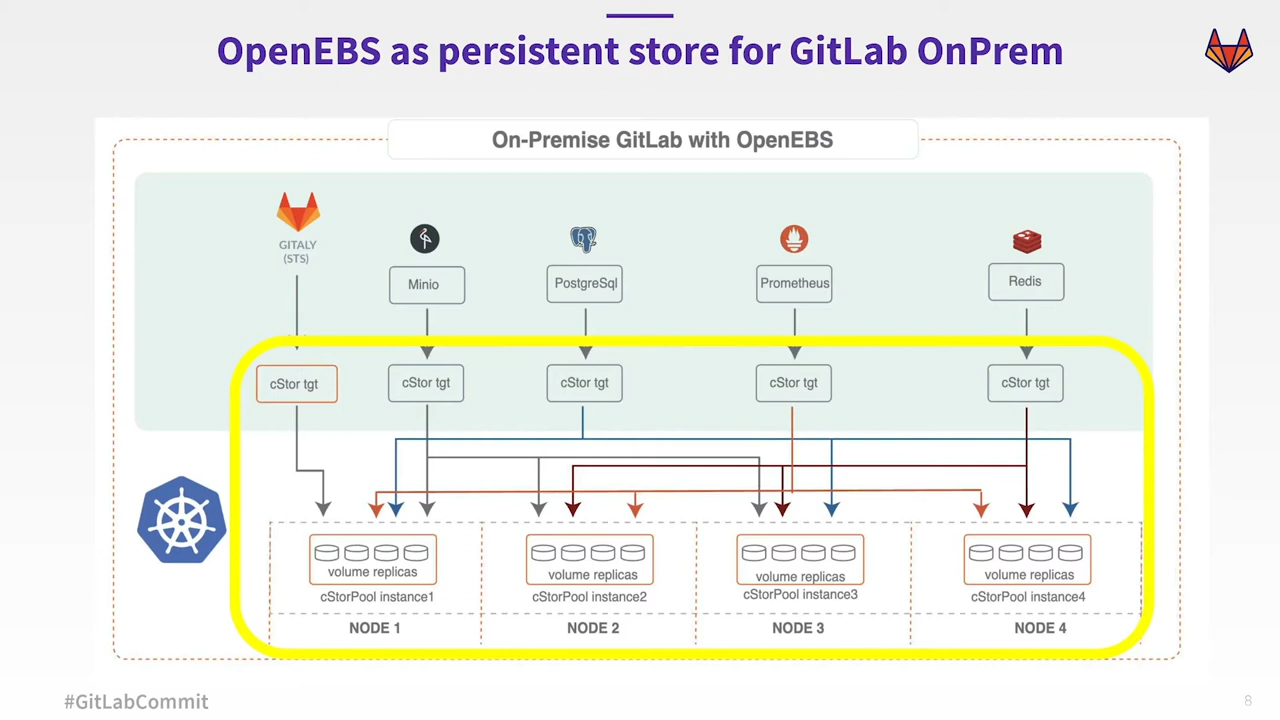 OpenEBS as persistent store for GitLab OnPrem
On-Premise GitLab with OpenEBS
GITALY
(STS)
Minio
PostgreSql
Prometheus
Redis
cStor tgt
cStor tgt
cStor tgt
cStor tgt
cStor tgt
volume replicas
volume replicas
volume replicas
volume replicas
cStorPool instance1
cStorPool instance2
cStorPool instance3
cStorPool instance4
NODE 1
NODE 2
NODE 3
NODE 4
#GitLabCommit
8